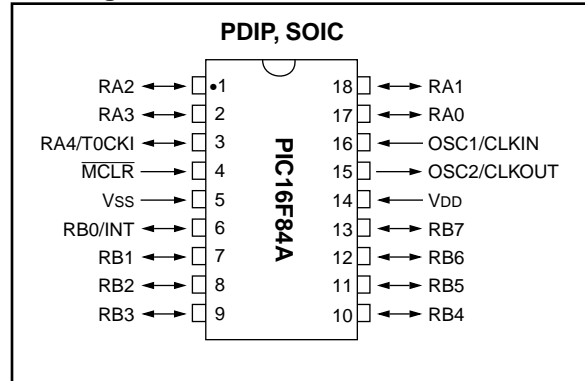 PDIP, SOIC
RA2 •1 18 RA1
RA3 2 17 RA0
RA4/T0CKI 3 16 OSC1/CLKIN
MCLR 4 15 OSC2/CLKOUT
VSS 5 14 VDD
RB0/INT 6 13 RB7
RB1 7 12 RB6
RB2 8 11 RB5
RB3 9 10 RB4
PIC16F84A